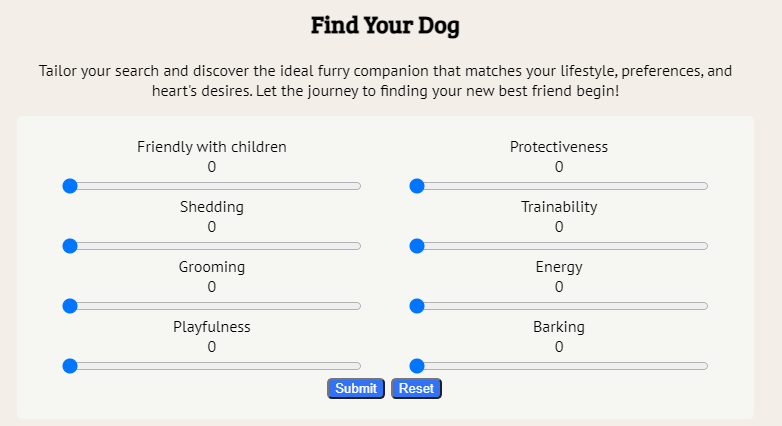 Find Your Dog
Tailor your search and discover the ideal furry companion that matches your lifestyle, preferences, and
heart's desires. Let the journey to finding your new best friend begin!
Friendly with children
0
Protectiveness
0
Shedding
0
Trainability
0
Grooming
0
Energy
0
Playfulness
0
Barking
0
Submit
Reset